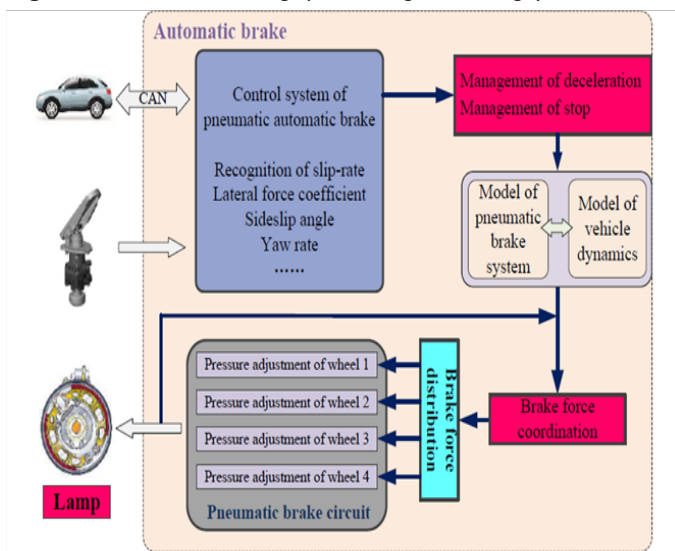 Automatic brake
CAN
Control system of
pneumatic automatic brake
Recognition of slip-rate
Lateral force coefficient
Sideslip angle
Yaw rate
......
Management of deceleration
Management of stop
Model of
pneumatic
brake
system
Model of
vehicle
dynamics
Pressure adjustment of wheel 1
Pressure adjustment of wheel 2
Pressure adjustment of wheel 3
Pressure adjustment of wheel 4
Pneumatic brake circuit
Brake force
distribution
Brake force
coordination
Lamp